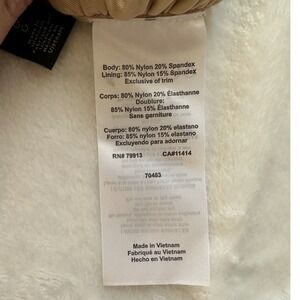 Body: 80% Nylon 20% Spandex
Lining: 85% Nylon 15% Spandex
Exclusive of trim
Corps: 80% Nylon 20% Élasthanne
Doublure:
85% Nylon 15% Élasthanne
Sans garniture
Cuerpo: 80% nylon 20% elastano
Forro: 85% nylon 15% elastano
Excluyendo para adornar
RN# 79913 CA#11414
70483
Made in Vietnam
Fabriqué au Vietnam
Hecho en Vietnam